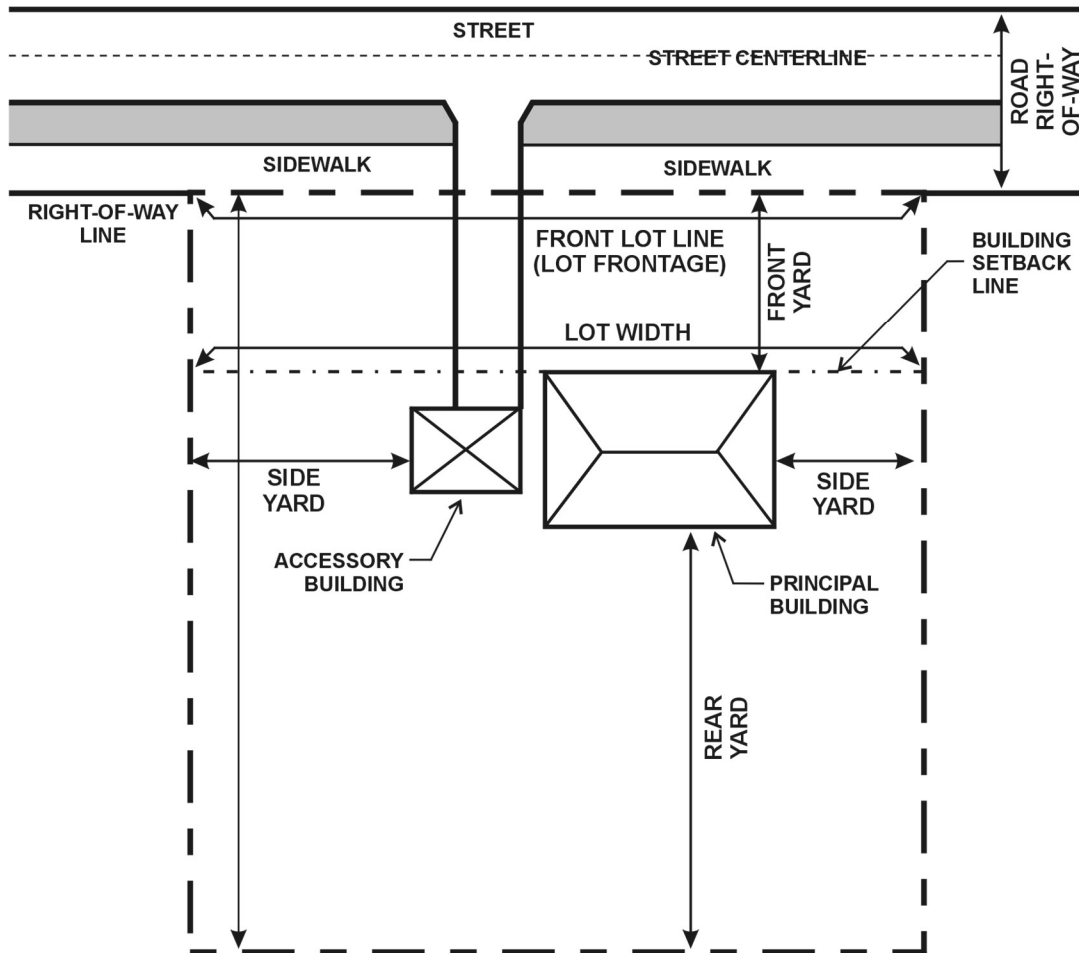 STREET
STREET CENTERLINE
ROAD
RIGHT-
OF-WAY
SIDEWALK
SIDEWALK
RIGHT-OF-WAY
LINE
FRONT LOT LINE
(LOT FRONTAGE)
FRONT
YARD
BUILDING
SETBACK
LINE
LOT WIDTH
SIDE
YARD
SIDE
YARD
ACCESSORY
BUILDING
PRINCIPAL
BUILDING
REAR
YARD